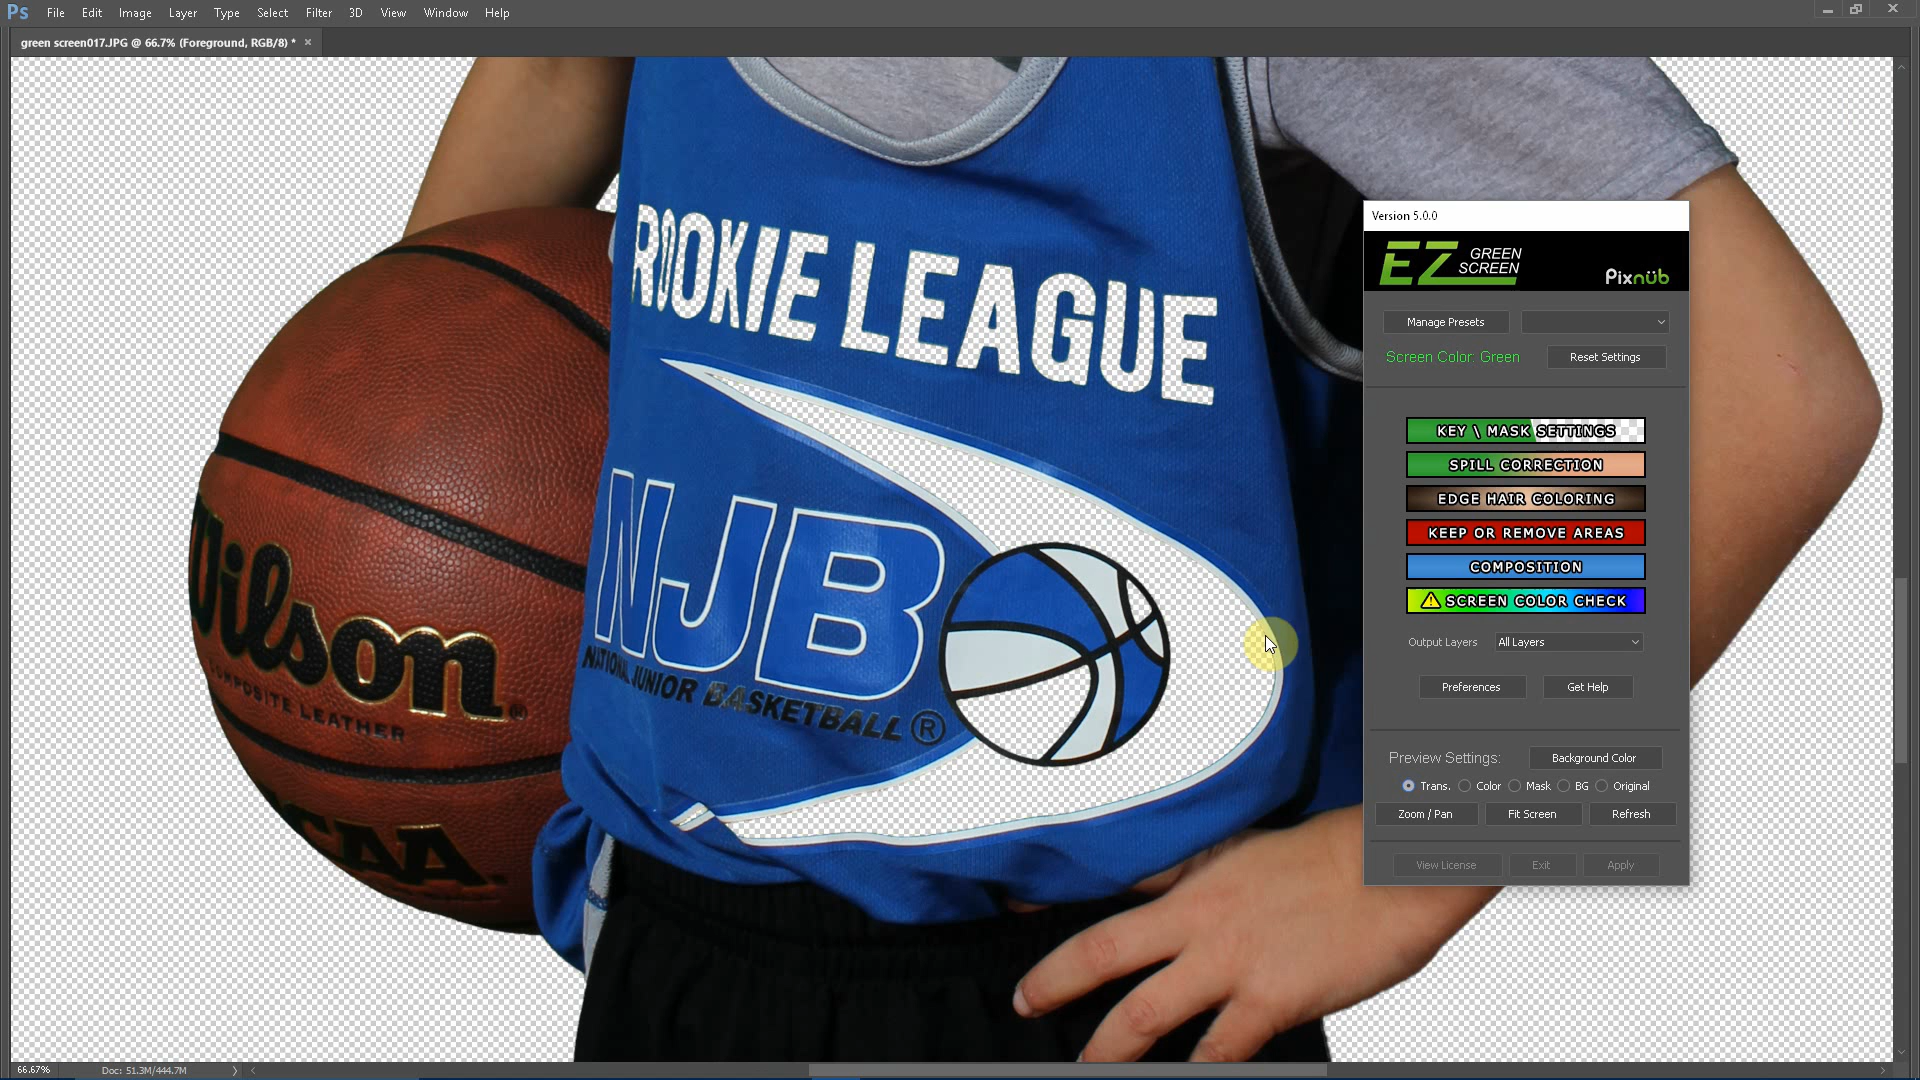 Ps File Edit Image Layer Type Select Filter 3D View Window Help
green screen017.JPG @ 66.7% (Foreground, RGB/8) * ×
ROOKIE LEAGUE
NJB
NATIONAL JUNIOR BASKETBALL ®
Wilson ®
COMPOSITE LEATHER
NCAA.
Version 5.0.0
EZ GREEN SCREEN
Pixnüb
Manage Presets
Screen Color: Green
Reset Settings
KEY \ MASK SETTINGS
SPILL CORRECTION
EDGE HAIR COLORING
KEEP OR REMOVE AREAS
COMPOSITION
SCREEN COLOR CHECK
Output Layers All Layers
Preferences Get Help
Preview Settings: Background Color
Trans. Color Mask BG Original
Zoom / Pan Fit Screen Refresh
View License Exit Apply
66.67% Doc: 51.3M/444.7M